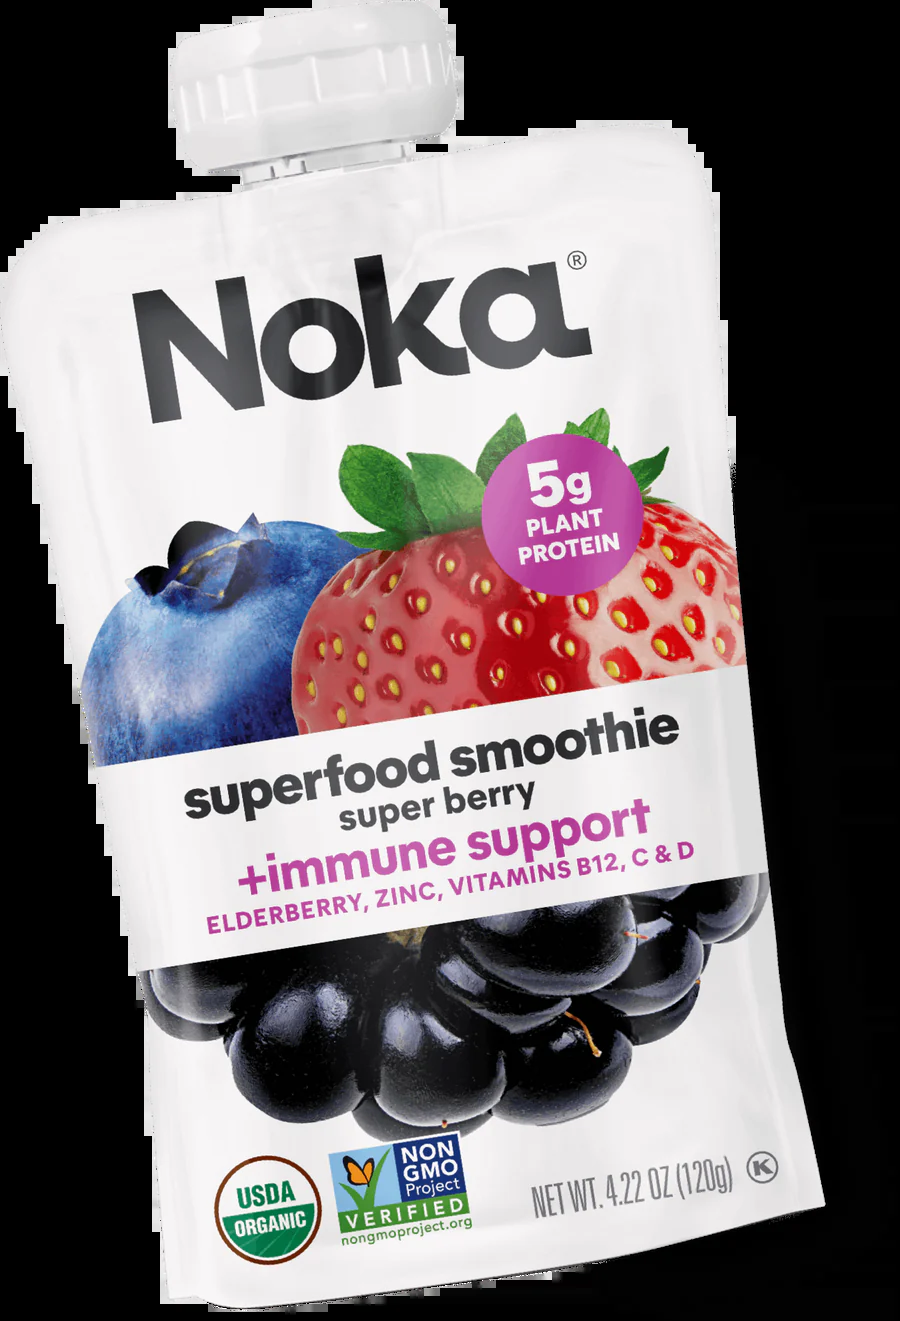 Noka®
5g
PLANT
PROTEIN
superfood smoothie
super berry
+immune support
ELDERBERRY, ZINC, VITAMINS B12, C & D
USDA
ORGANIC
NON
GMO
Project
VERIFIED
nongmoproject.org
NET WT. 4.22 OZ (120g)
K